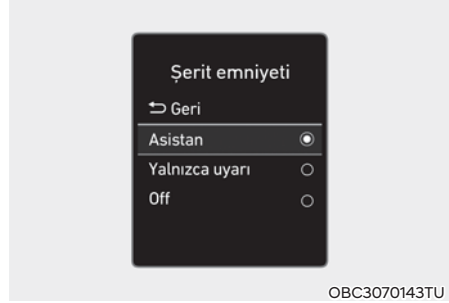 Şerit emniyeti
Geri
Asistan
Yalnızca uyarı
Off
OBC3070143TU